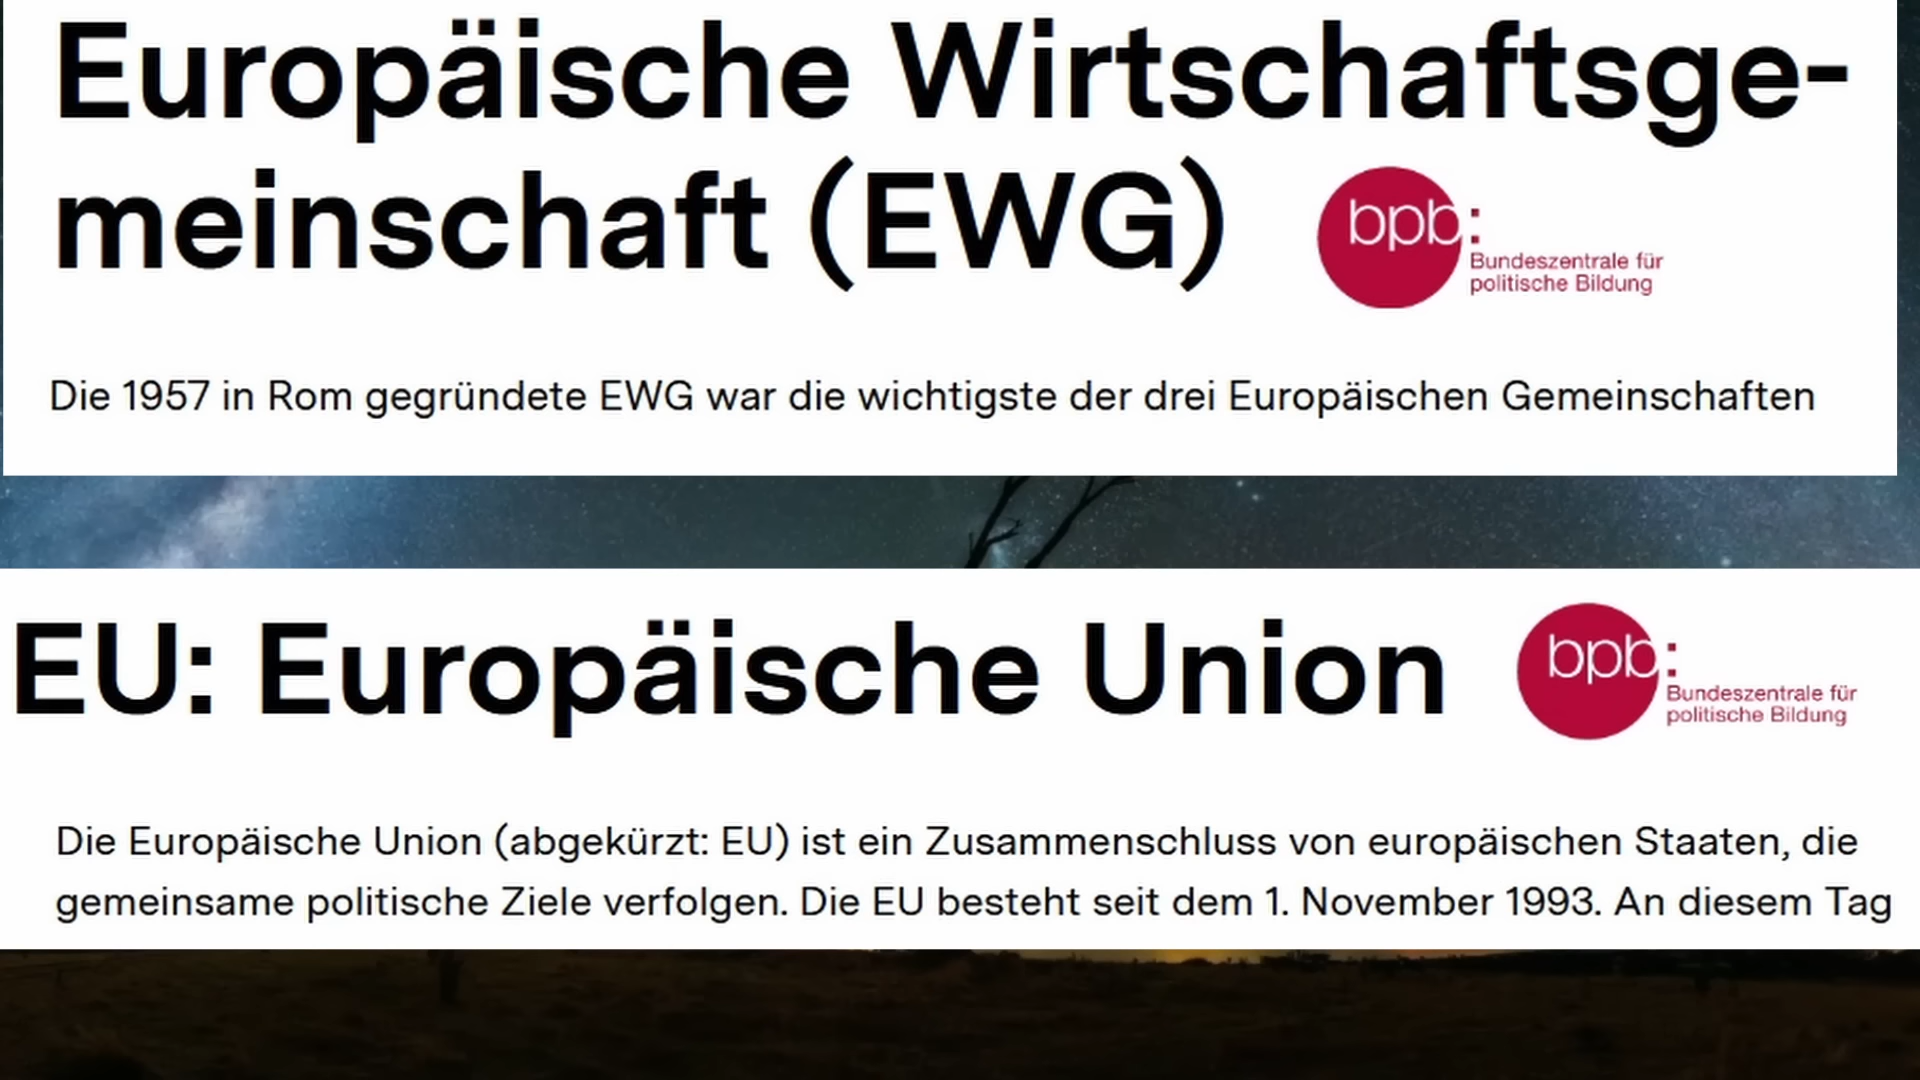 Europäische Wirtschaftsge-
meinschaft (EWG)
bpb:
Bundeszentrale für
politische Bildung
Die 1957 in Rom gegründete EWG war die wichtigste der drei Europäischen Gemeinschaften
EU: Europäische Union
bpb:
Bundeszentrale für
politische Bildung
Die Europäische Union (abgekürzt: EU) ist ein Zusammenschluss von europäischen Staaten, die
gemeinsame politische Ziele verfolgen. Die EU besteht seit dem 1. November 1993. An diesem Tag